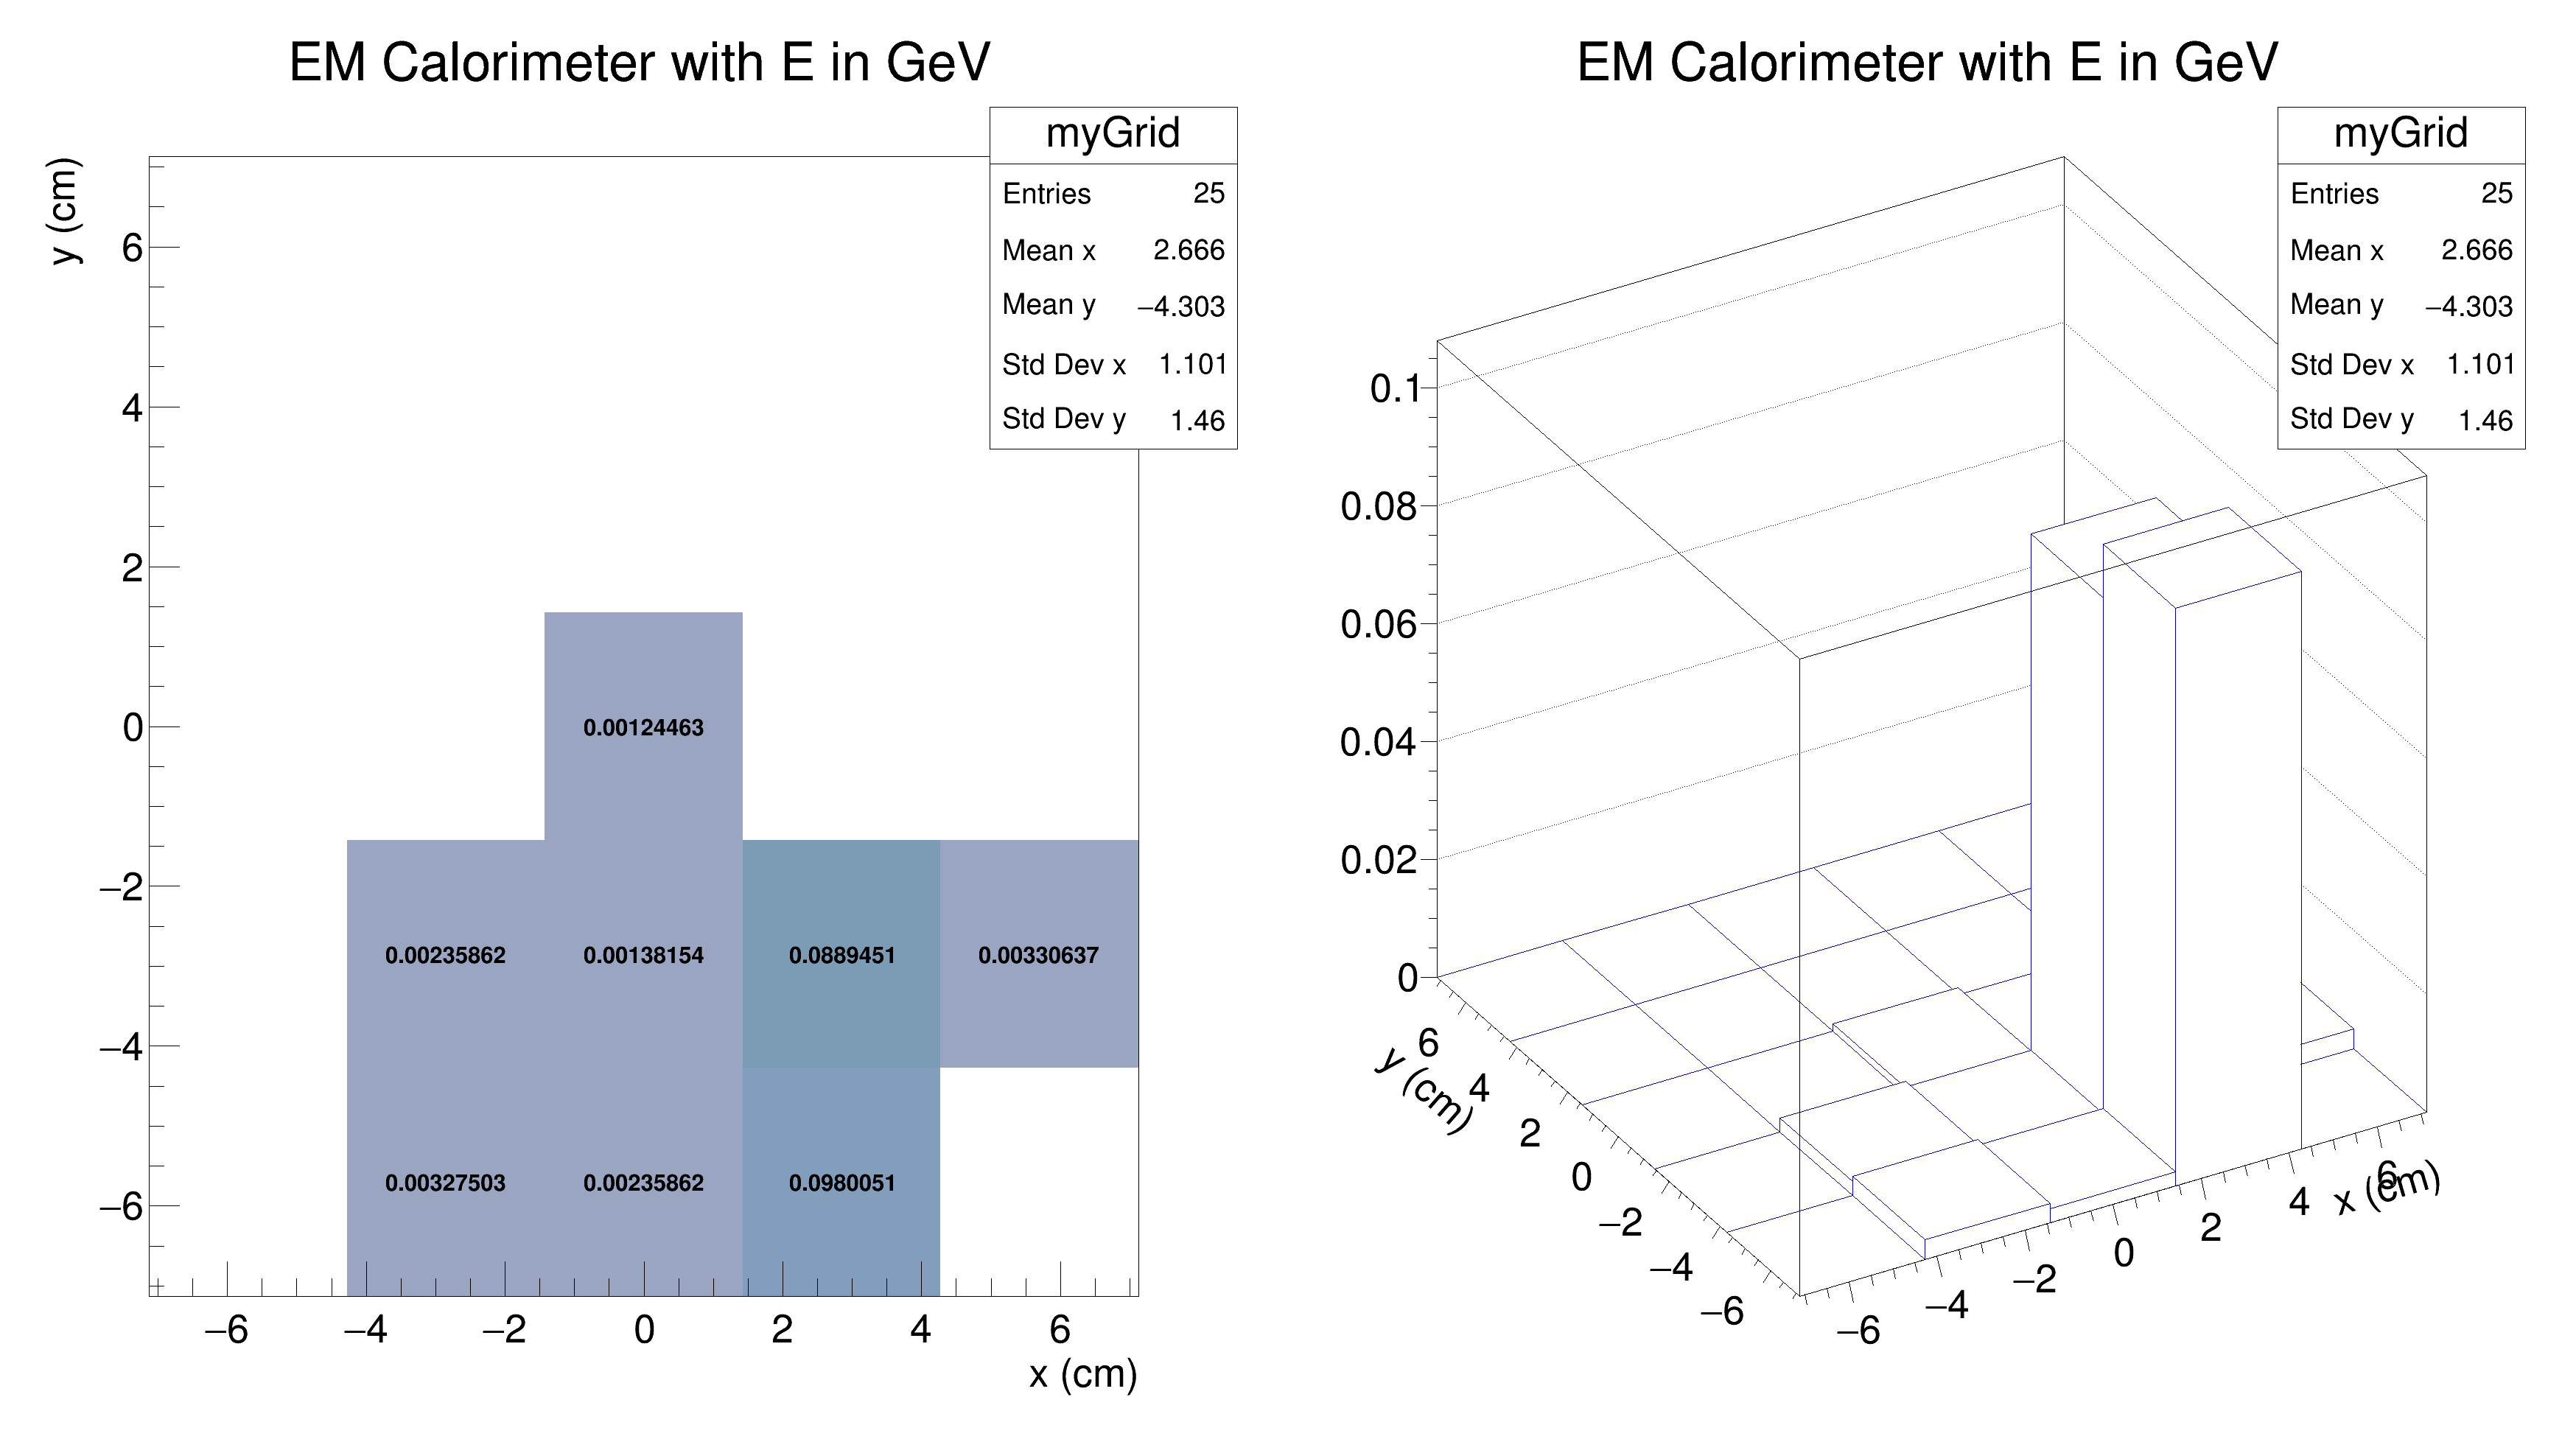 EM Calorimeter with E in GeV
myGrid
Entries 25
Mean x 2.666
Mean y −4.303
Std Dev x 1.101
Std Dev y 1.46
y (cm)
6
4
2
0
−2
−4
−6
0.00124463
0.00235862 0.00138154 0.0889451 0.00330637
0.00327503 0.00235862 0.0980051
−6 −4 −2 0 2 4 6
x (cm)
EM Calorimeter with E in GeV
myGrid
Entries 25
Mean x 2.666
Mean y −4.303
Std Dev x 1.101
Std Dev y 1.46
0.1
0.08
0.06
0.04
0.02
0
6
4
2
0
−2
−4
−6
y (cm)
−6
−4
−2
0
2
4
6
x (cm)